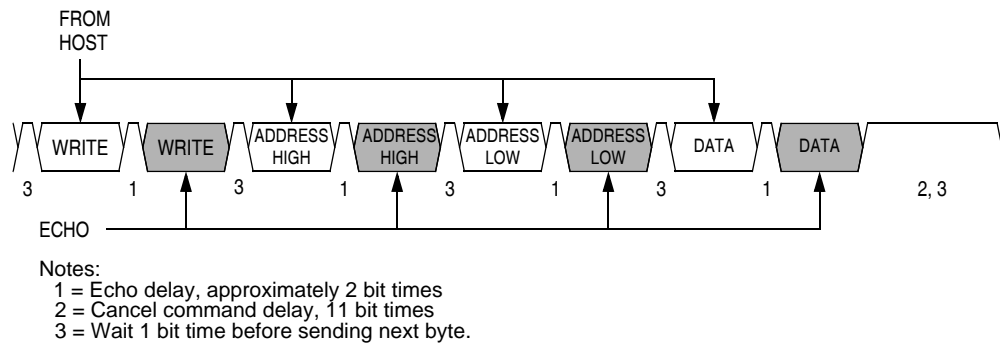 FROM
HOST
WRITE WRITE ADDRESS HIGH ADDRESS HIGH ADDRESS LOW ADDRESS LOW DATA DATA
3 1 3 1 3 1 3 1 2, 3
ECHO
Notes:
1 = Echo delay, approximately 2 bit times
2 = Cancel command delay, 11 bit times
3 = Wait 1 bit time before sending next byte.